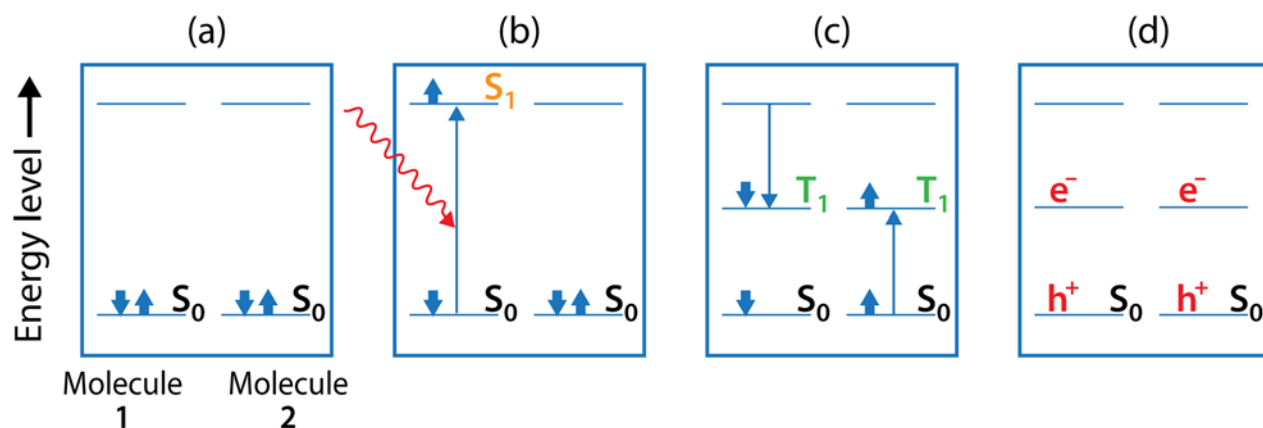 (a) (b) (c) (d)
Energy level
S₁
T₁ T₁
e⁻ e⁻
S₀ S₀ S₀ S₀ S₀ S₀ h⁺ S₀ h⁺ S₀
Molecule 1
Molecule 2